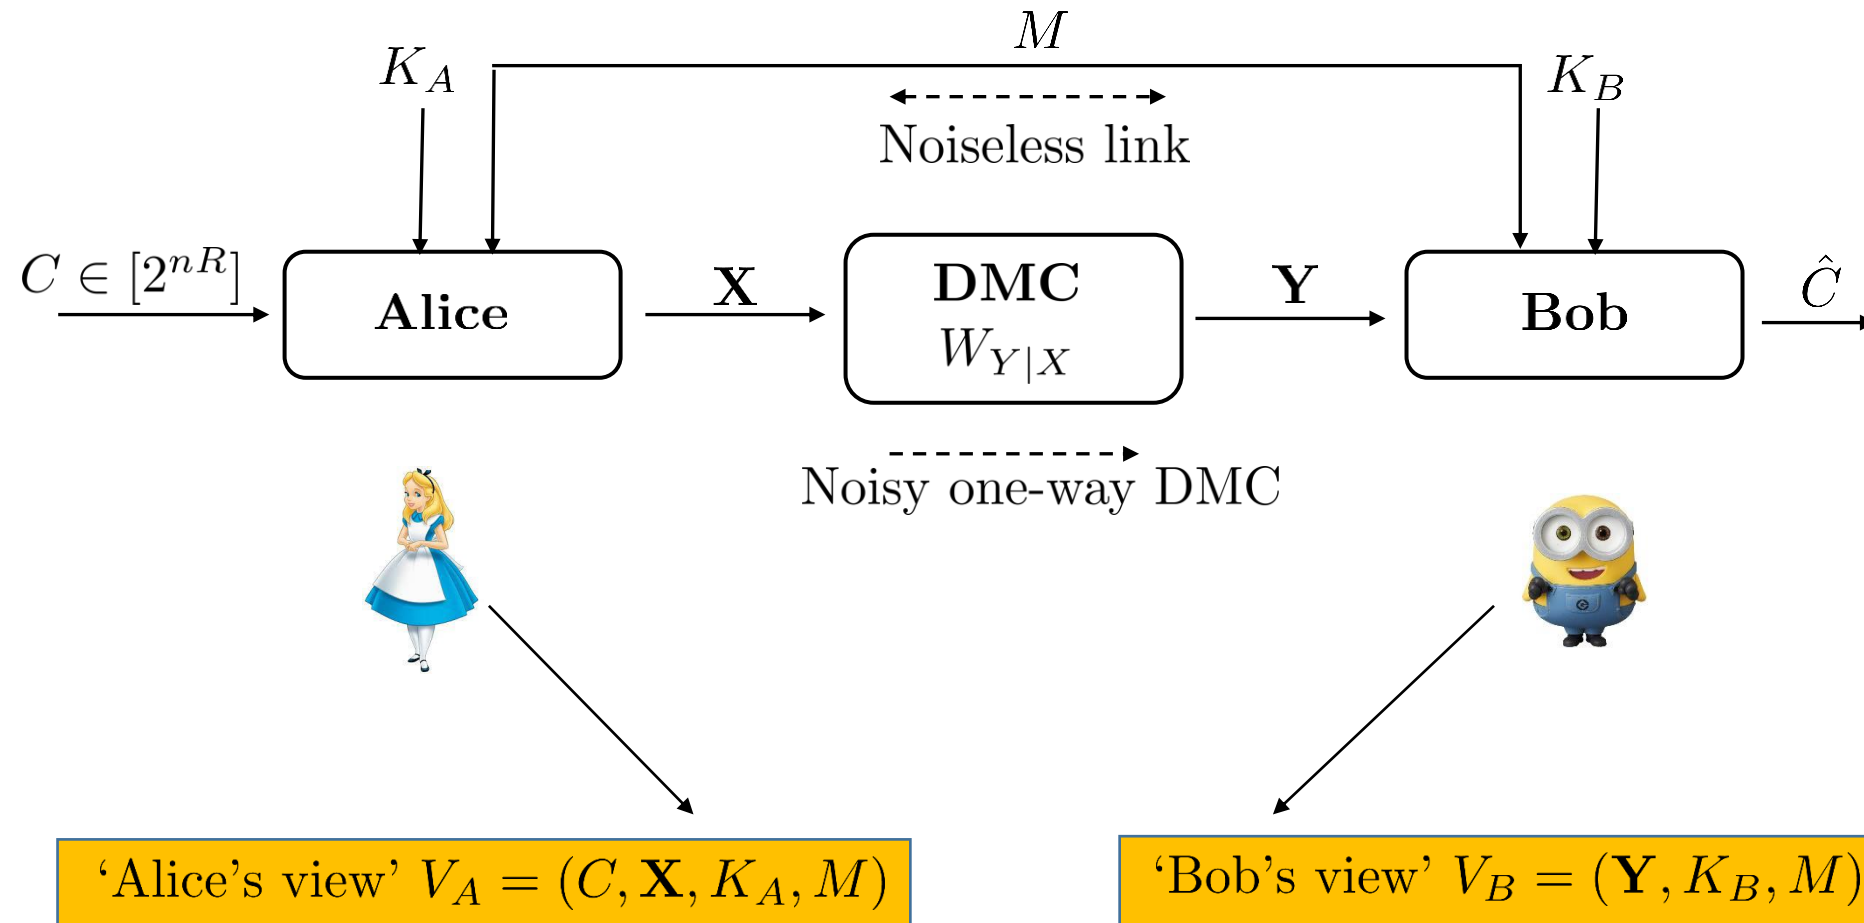 M
K_A
K_B
Noiseless link
C ∈ [2^{nR}]
Alice
X
DMC
W_{Y|X}
Y
Bob
Ĉ
Noisy one-way DMC
‘Alice's view’ V_A = (C, X, K_A, M)
‘Bob's view’ V_B = (Y, K_B, M)